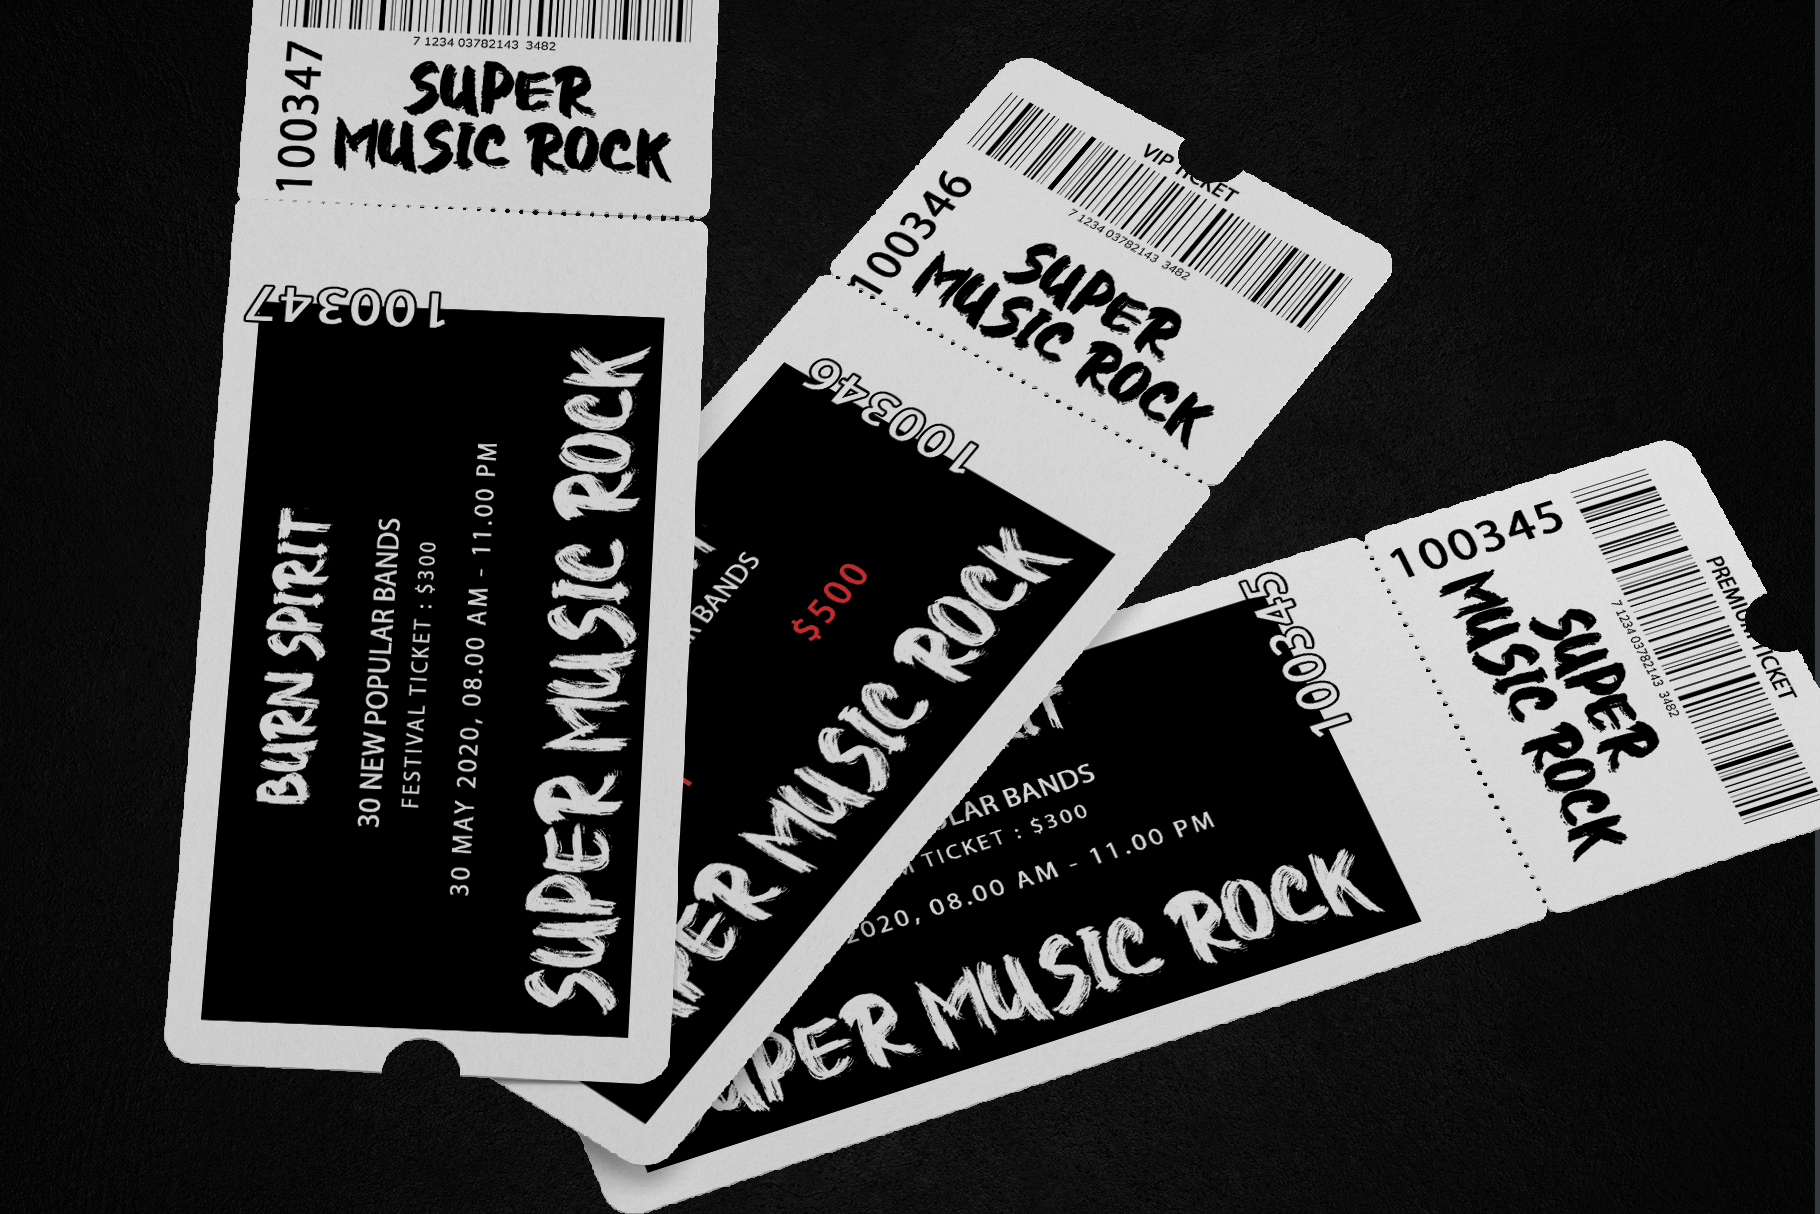 7 1234 03782143 3482
100347
SUPER
MUSIC ROCK
100347
BURN SPIRIT
30 NEW POPULAR BANDS
FESTIVAL TICKET : $300
30 MAY 2020, 08.00 AM - 11.00 PM
SUPER MUSIC ROCK
VIP TICKET
7 1234 03782143 3482
100346
SUPER
MUSIC ROCK
100346
BANDS
$500
PER MUSIC ROCK
PREMIUM TICKET
7 1234 03782143 3482
100345
SUPER
MUSIC ROCK
100345
LAR BANDS
TICKET : $300
2020, 08.00 AM - 11.00 PM
UPER MUSIC ROCK